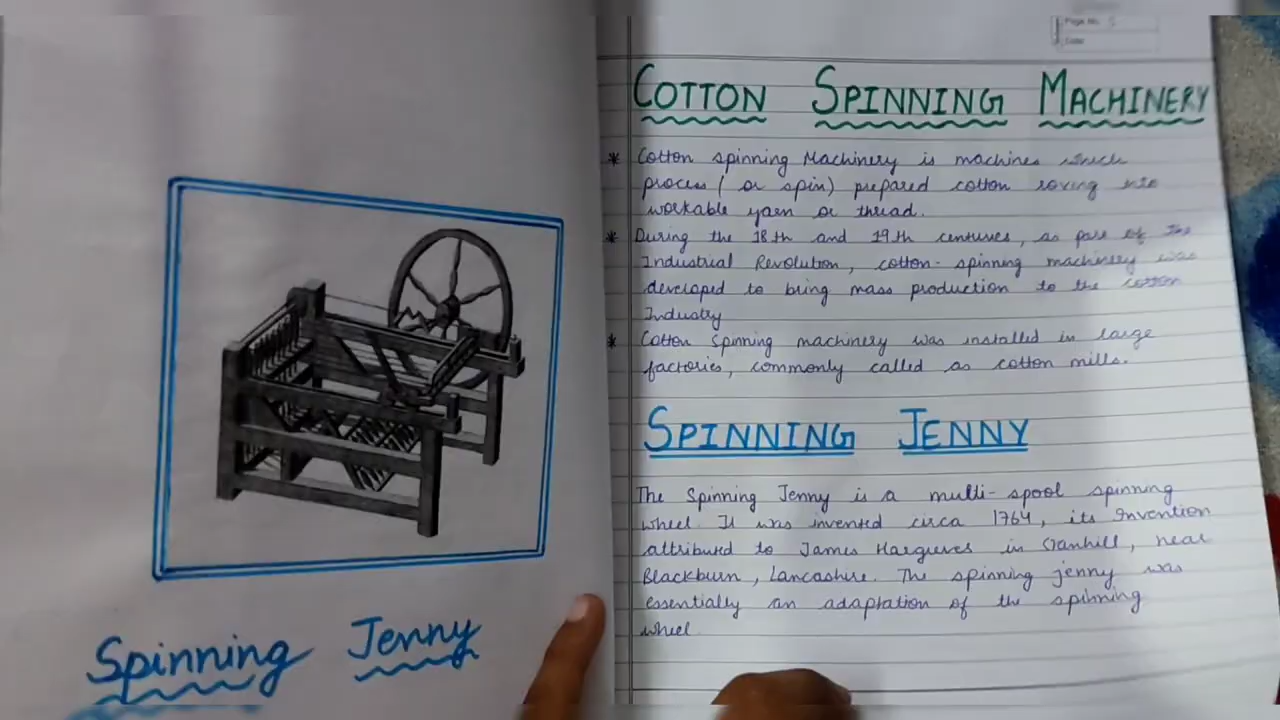 Spinning Jenny
Page No. 5
Date
COTTON SPINNING MACHINERY
* Cotton spinning Machinery is machines which
process (or spin) prepared cotton roving into
workable yarn or thread.
* During the 18th and 19th centuries, as part of The
Industrial Revolution, cotton-spinning machinery was
developed to bring mass production to the cotton
Industry
* Cotton Spinning machinery was installed in large
factories, commonly called as cotton mills.
SPINNING JENNY
The Spinning Jenny is a multi-spool spinning
wheel. It was invented circa 1764, its Invention
attributed to James Hargreves in Stanhill, near
Blackburn, Lancashire. The spinning jenny was
essentially an adaptation of the spinning
wheel.